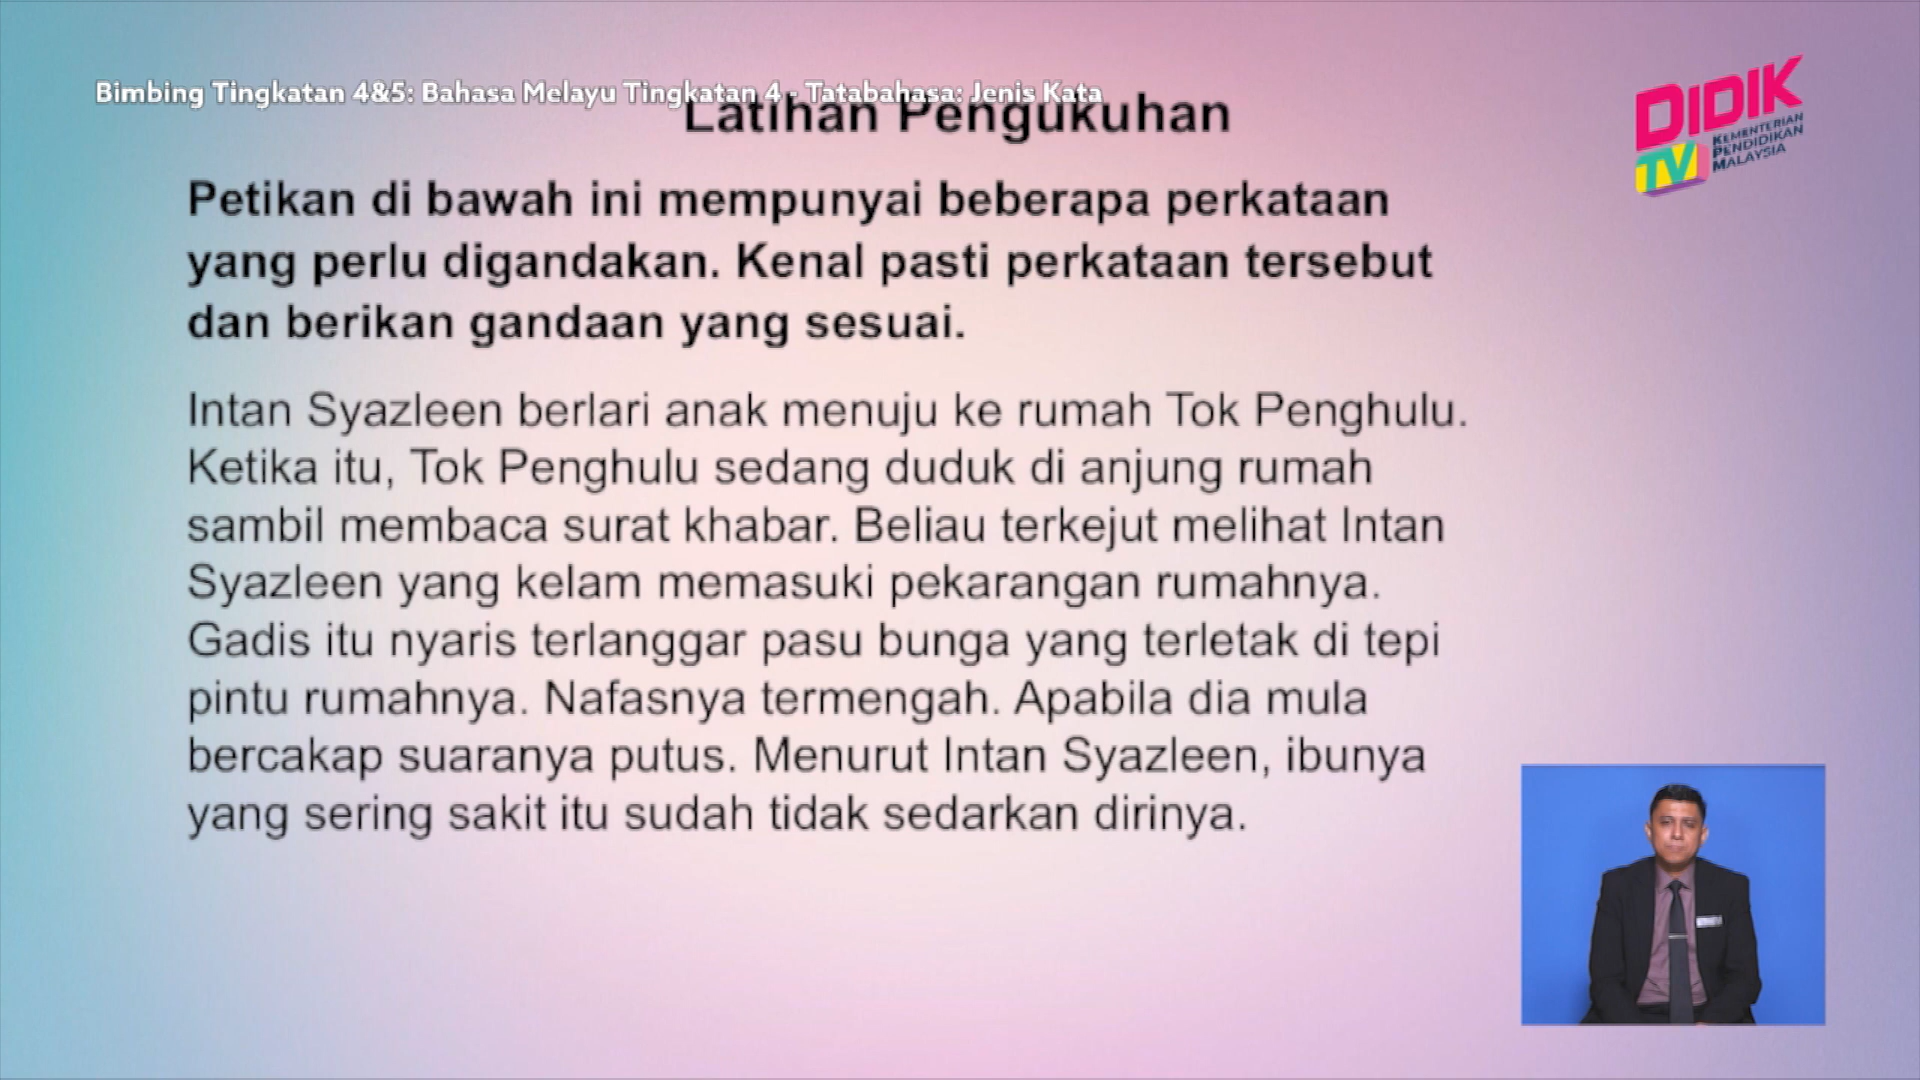 Bimbing Tingkatan 4&5: Bahasa Melayu Tingkatan 4 - Tatabahasa: Jenis Kata
Latihan Pengukuhan
DIDIK
TV
KEMENTERIAN
PENDIDIKAN
MALAYSIA
Petikan di bawah ini mempunyai beberapa perkataan
yang perlu digandakan. Kenal pasti perkataan tersebut
dan berikan gandaan yang sesuai.
Intan Syazleen berlari anak menuju ke rumah Tok Penghulu.
Ketika itu, Tok Penghulu sedang duduk di anjung rumah
sambil membaca surat khabar. Beliau terkejut melihat Intan
Syazleen yang kelam memasuki pekarangan rumahnya.
Gadis itu nyaris terlanggar pasu bunga yang terletak di tepi
pintu rumahnya. Nafasnya termengah. Apabila dia mula
bercakap suaranya putus. Menurut Intan Syazleen, ibunya
yang sering sakit itu sudah tidak sedarkan dirinya.